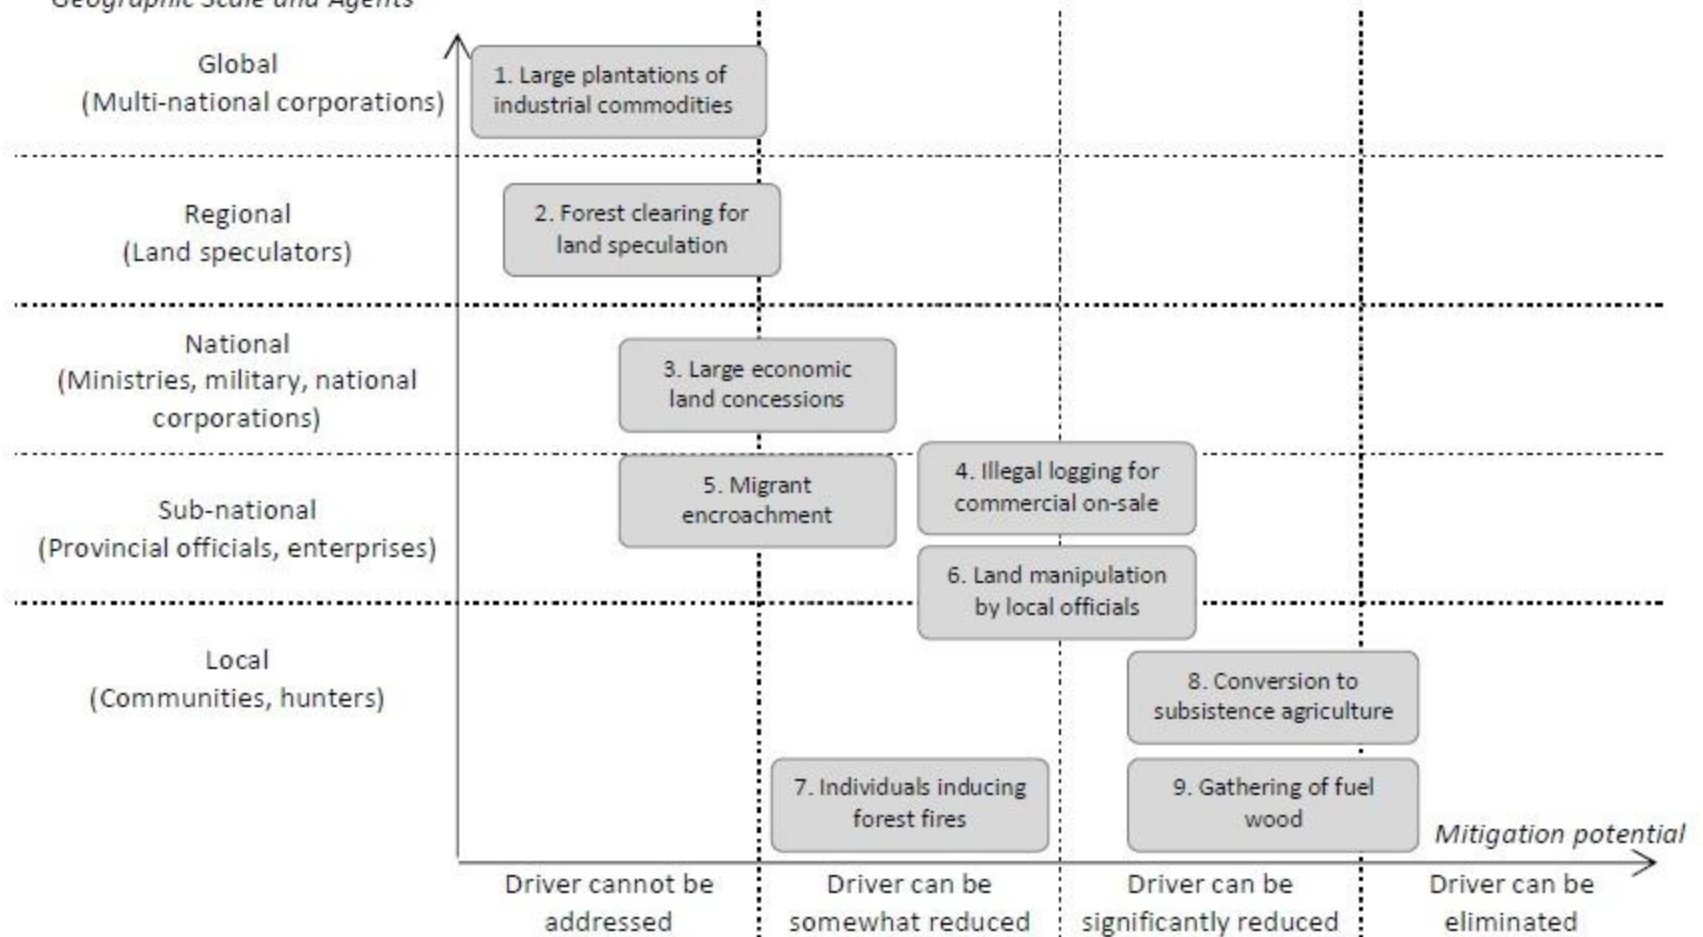 Geographic Scale and Agents
Global
(Multi-national corporations)
1. Large plantations of
industrial commodities
Regional
(Land speculators)
2. Forest clearing for
land speculation
National
(Ministries, military, national
corporations)
3. Large economic
land concessions
Sub-national
(Provincial officials, enterprises)
5. Migrant
encroachment
4. Illegal logging for
commercial on-sale
6. Land manipulation
by local officials
Local
(Communities, hunters)
8. Conversion to
subsistence agriculture
7. Individuals inducing
forest fires
9. Gathering of fuel
wood
Mitigation potential
Driver cannot be
addressed
Driver can be
somewhat reduced
Driver can be
significantly reduced
Driver can be
eliminated